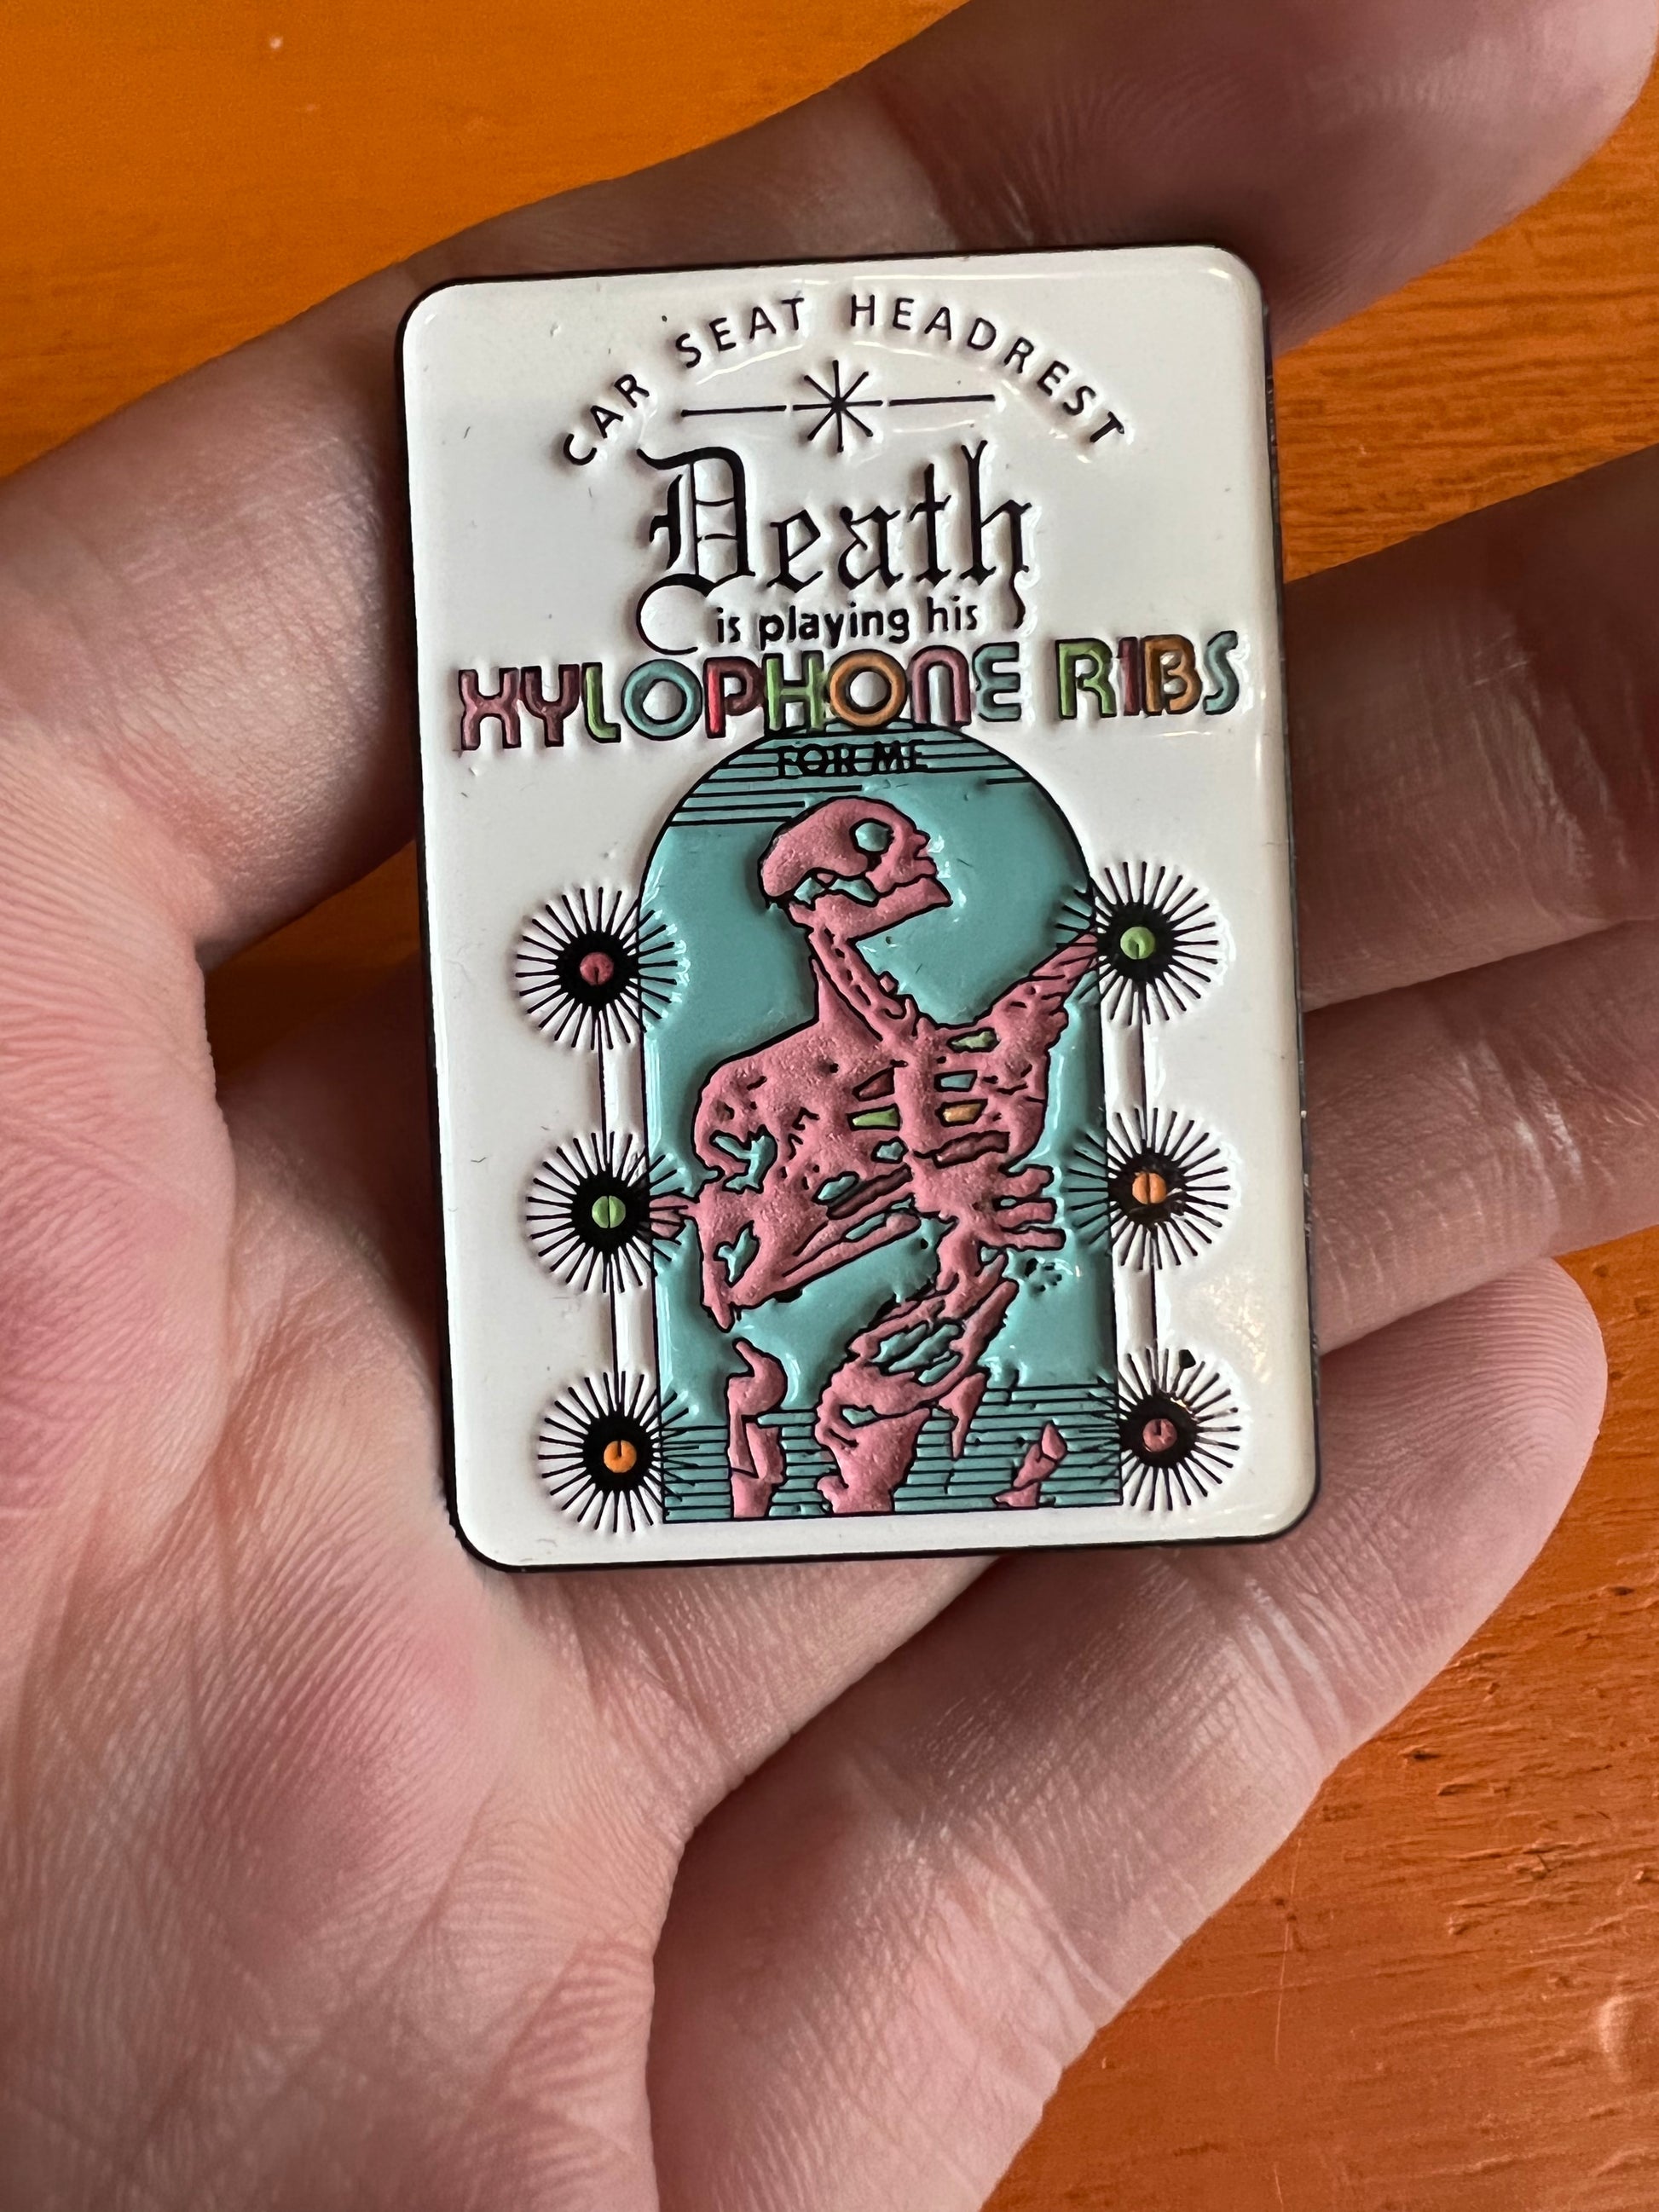 CAR SEAT HEADREST
Death
is playing his
XYLOPHONE RIBS
FOR ME